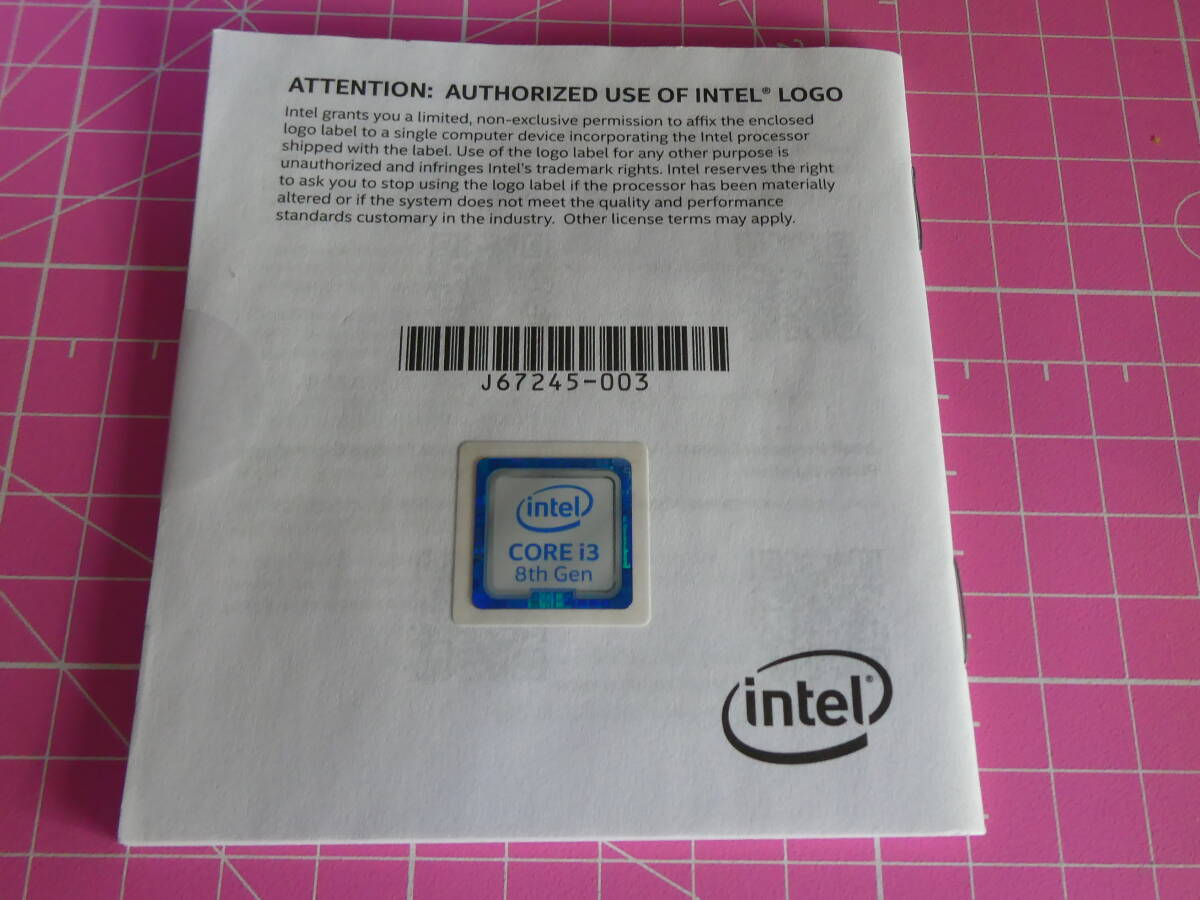 ATTENTION: AUTHORIZED USE OF INTEL® LOGO
Intel grants you a limited, non-exclusive permission to affix the enclosed
logo label to a single computer device incorporating the Intel processor
shipped with the label. Use of the logo label for any other purpose is
unauthorized and infringes Intel's trademark rights. Intel reserves the right
to ask you to stop using the logo label if the processor has been materially
altered or if the system does not meet the quality and performance
standards customary in the industry. Other license terms may apply.
J67245-003
intel
CORE i3
8th Gen
intel®